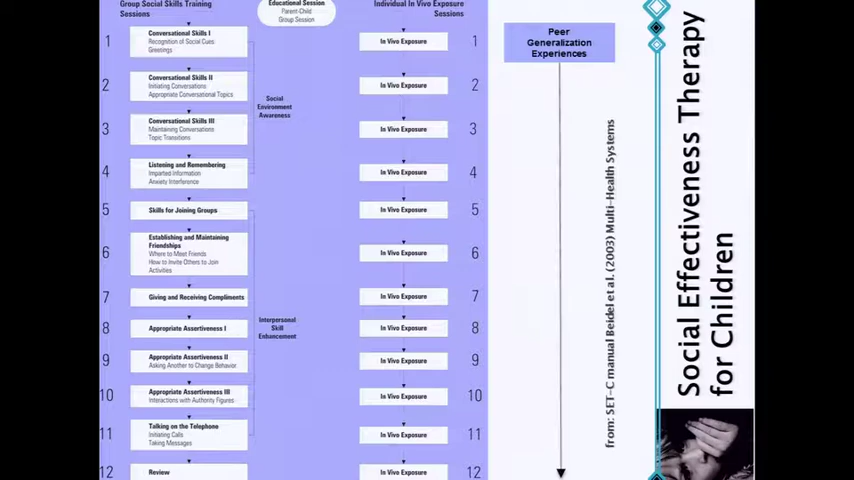 Group Social Skills Training
Sessions
Educational Session
Parent-Child
Group Session
Individual In Vivo Exposure
Sessions
1
Conversational Skills I
Recognition of Social Cues
Greetings
2
Conversational Skills II
Initiating Conversations
Appropriate Conversational Topics
3
Conversational Skills III
Maintaining Conversations
Topic Transitions
4
Listening and Remembering
Imparted Information
Anxiety Interference
5
Skills for Joining Groups
6
Establishing and Maintaining
Friendships
Where to Meet Friends
How to Invite Others to Join
Activities
7
Giving and Receiving Compliments
8
Appropriate Assertiveness I
9
Appropriate Assertiveness II
Asking Another to Change Behavior
10
Appropriate Assertiveness III
Interactions with Authority Figures
11
Talking on the Telephone
Initiating Calls
Taking Messages
12
Review
Social
Environment
Awareness
Interpersonal
Skill
Enhancement
In Vivo Exposure
1
In Vivo Exposure
2
In Vivo Exposure
3
In Vivo Exposure
4
In Vivo Exposure
5
In Vivo Exposure
6
In Vivo Exposure
7
In Vivo Exposure
8
In Vivo Exposure
9
In Vivo Exposure
10
In Vivo Exposure
11
In Vivo Exposure
12
Peer
Generalization
Experiences
from: SET-C manual Beidel et al. (2003) Multi-Health Systems
Social Effectiveness Therapy
for Children